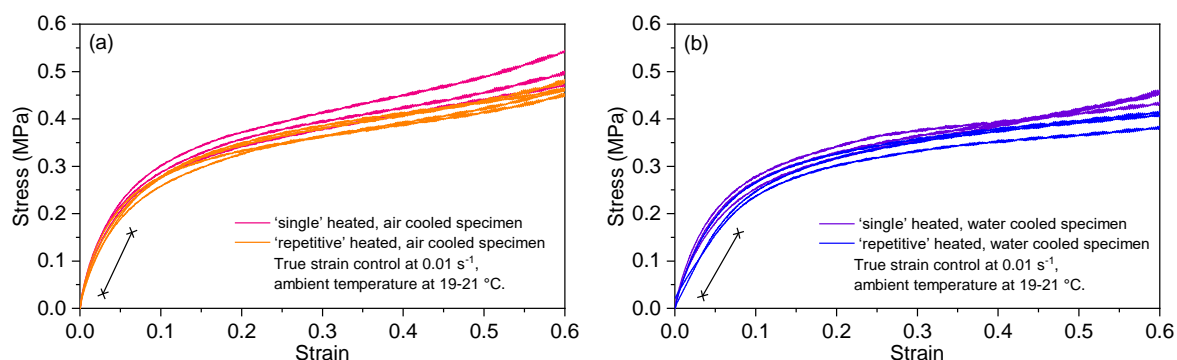 (a)
0.6
0.5
0.4
0.3
0.2
0.1
0.0
Stress (MPa)
‘single’ heated, air cooled specimen
‘repetitive’ heated, air cooled specimen
True strain control at 0.01 s⁻¹,
ambient temperature at 19-21 °C.
0.0 0.1 0.2 0.3 0.4 0.5 0.6
Strain
(b)
0.6
0.5
0.4
0.3
0.2
0.1
0.0
Stress (MPa)
‘single’ heated, water cooled specimen
‘repetitive’ heated, water cooled specimen
True strain control at 0.01 s⁻¹,
ambient temperature at 19-21 °C.
0.0 0.1 0.2 0.3 0.4 0.5 0.6
Strain